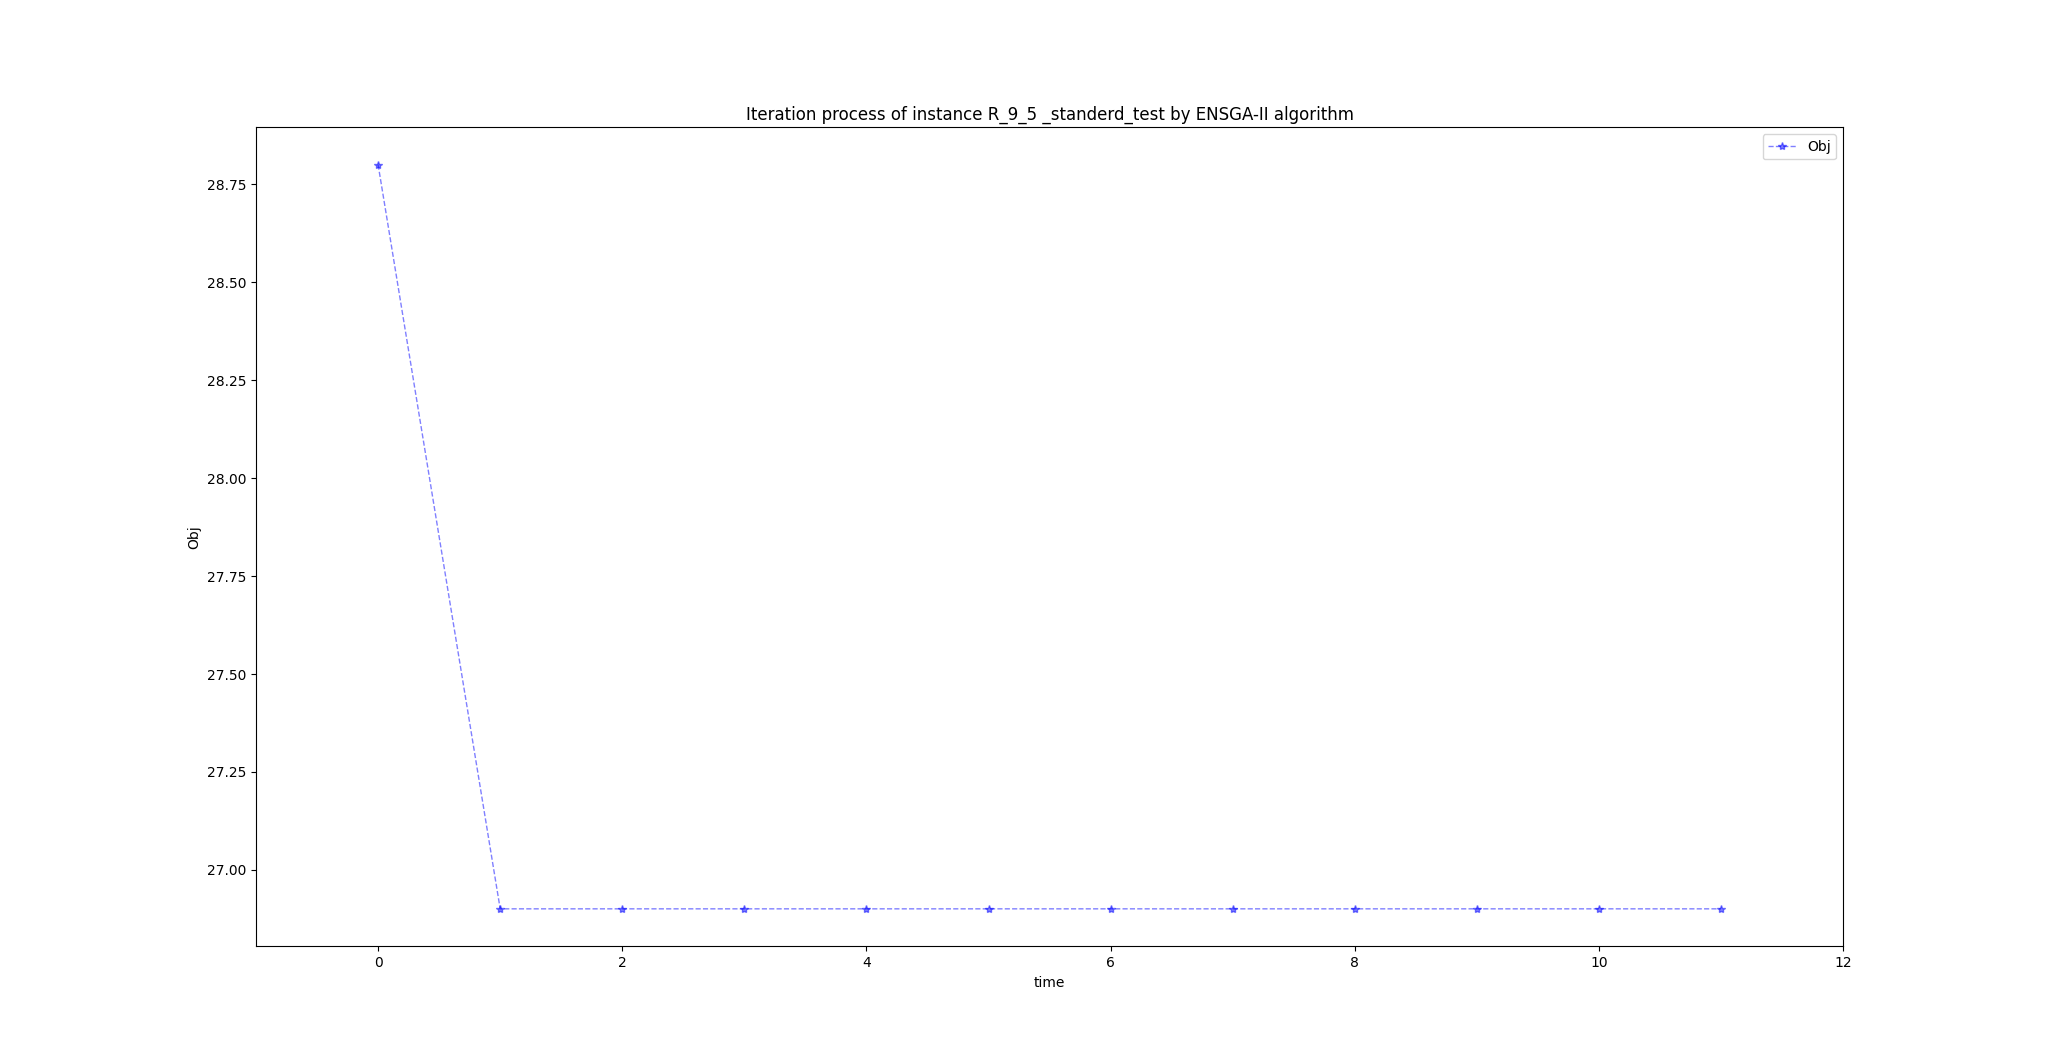 Iteration process of instance R_9_5 _standerd_test by ENSGA-II algorithm
Obj
28.75
28.50
28.25
28.00
27.75
27.50
27.25
27.00
Obj
0 2 4 6 8 10 12
time